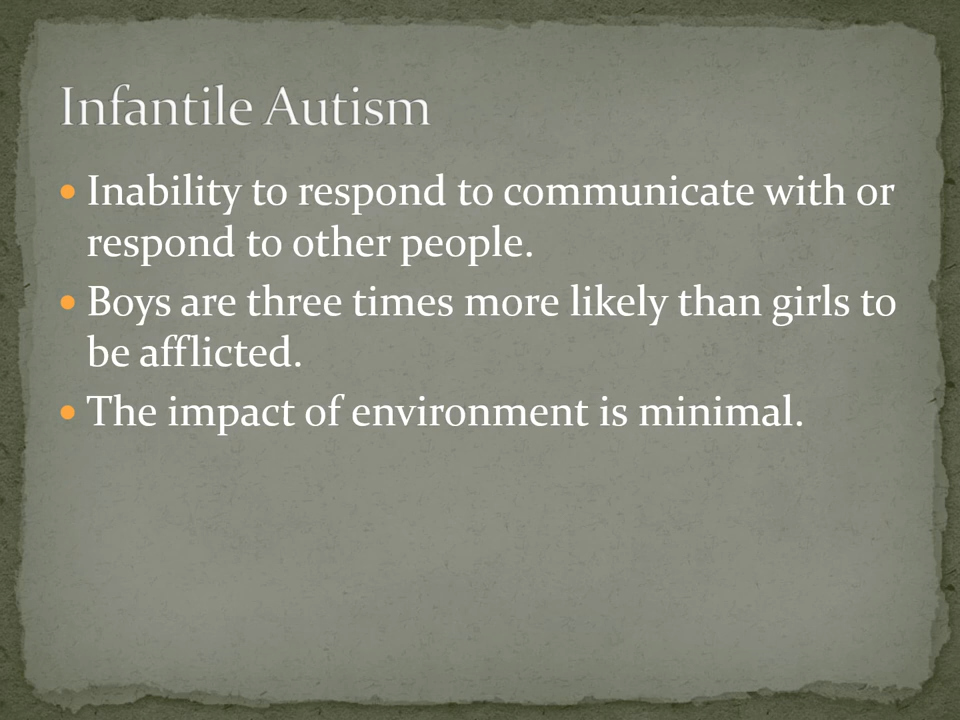 Infantile Autism
• Inability to respond to communicate with or
respond to other people.
• Boys are three times more likely than girls to
be afflicted.
• The impact of environment is minimal.